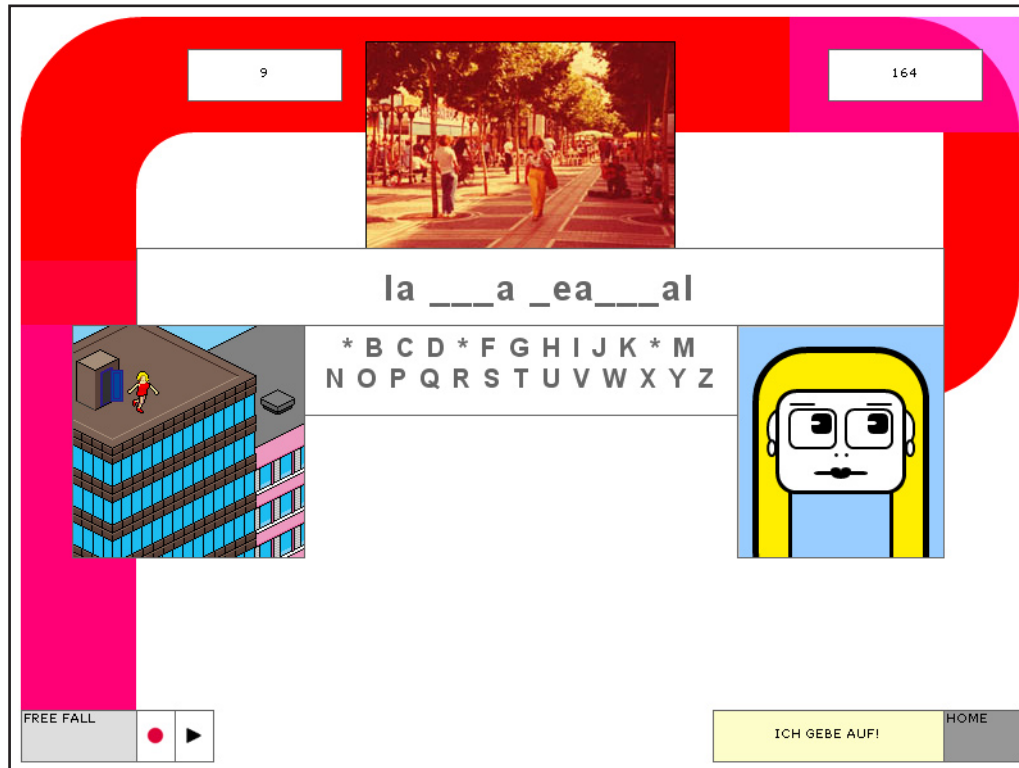 9
164
la ___a _ea___al
* B C D * F G H I J K * M
N O P Q R S T U V W X Y Z
FREE FALL
ICH GEBE AUF!
HOME